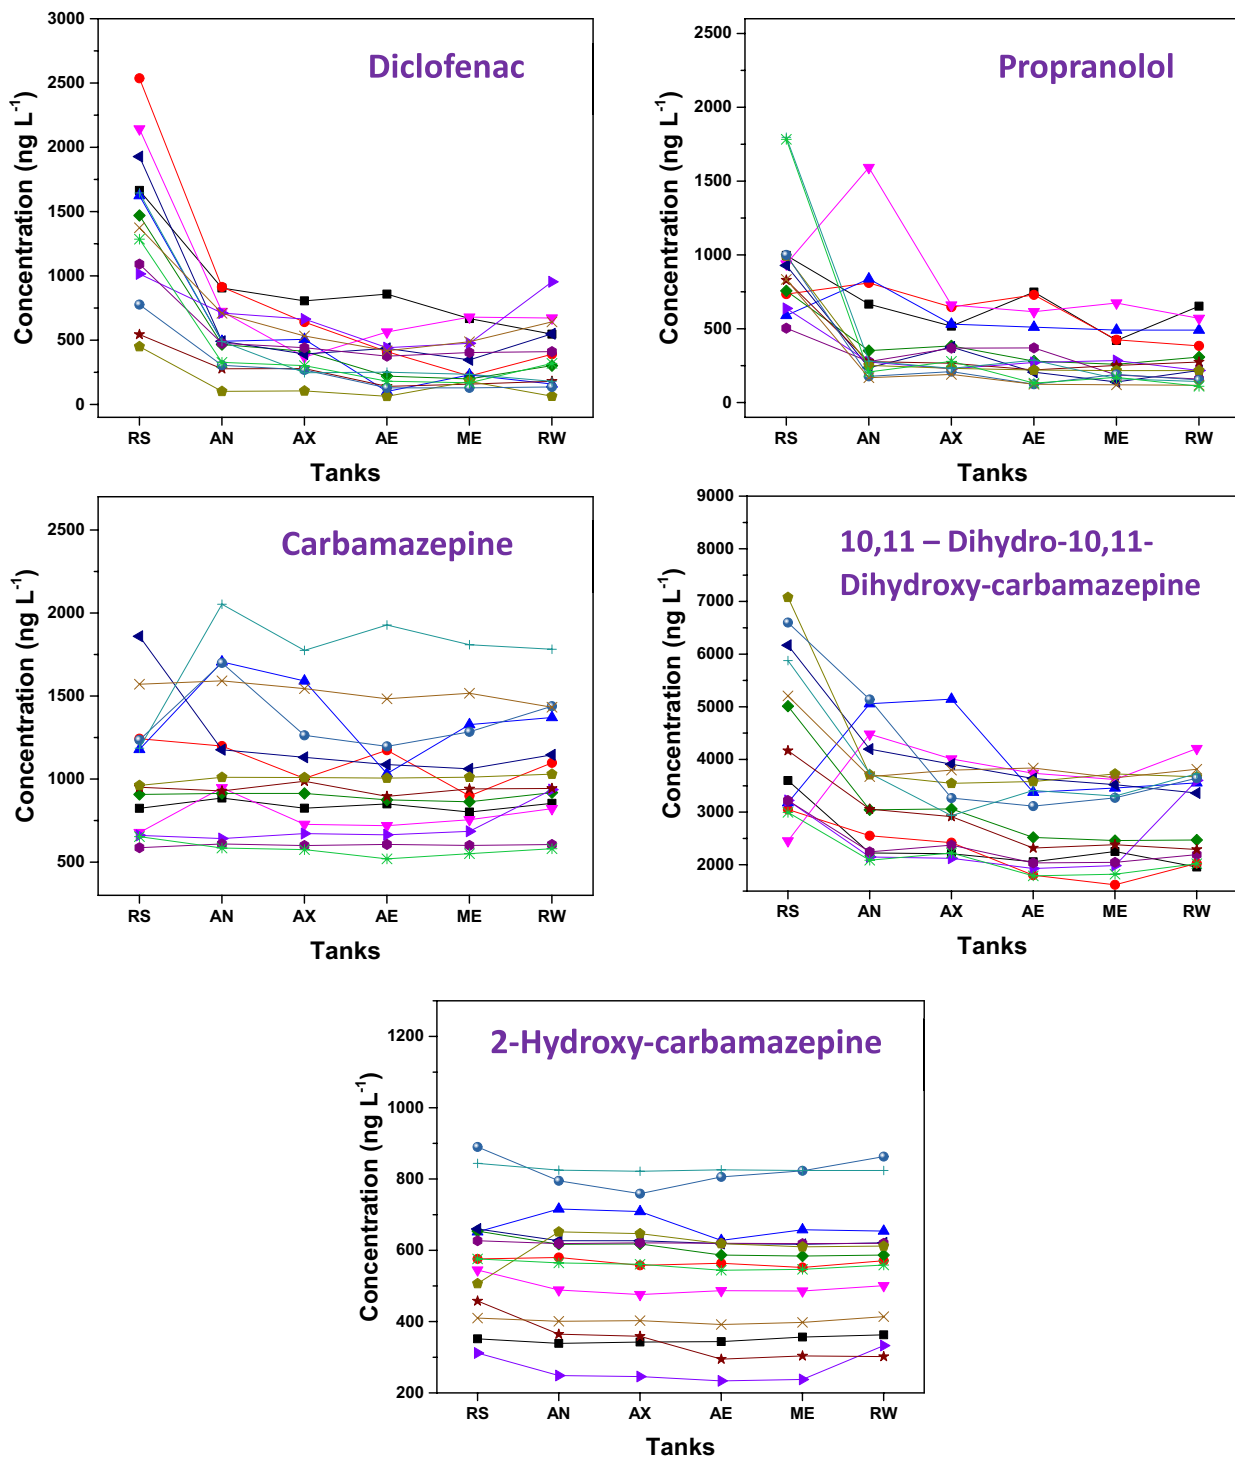 Diclofenac
Concentration (ng L-1)
3000
2500
2000
1500
1000
500
0
RS AN AX AE ME RW
Tanks
Propranolol
Concentration (ng L-1)
2500
2000
1500
1000
500
0
RS AN AX AE ME RW
Tanks
Carbamazepine
Concentration (ng L-1)
2500
2000
1500
1000
500
RS AN AX AE ME RW
Tanks
10,11 – Dihydro-10,11-
Dihydroxy-carbamazepine
Concentration (ng L-1)
9000
8000
7000
6000
5000
4000
3000
2000
RS AN AX AE ME RW
Tanks
2-Hydroxy-carbamazepine
Concentration (ng L-1)
1200
1000
800
600
400
200
RS AN AX AE ME RW
Tanks